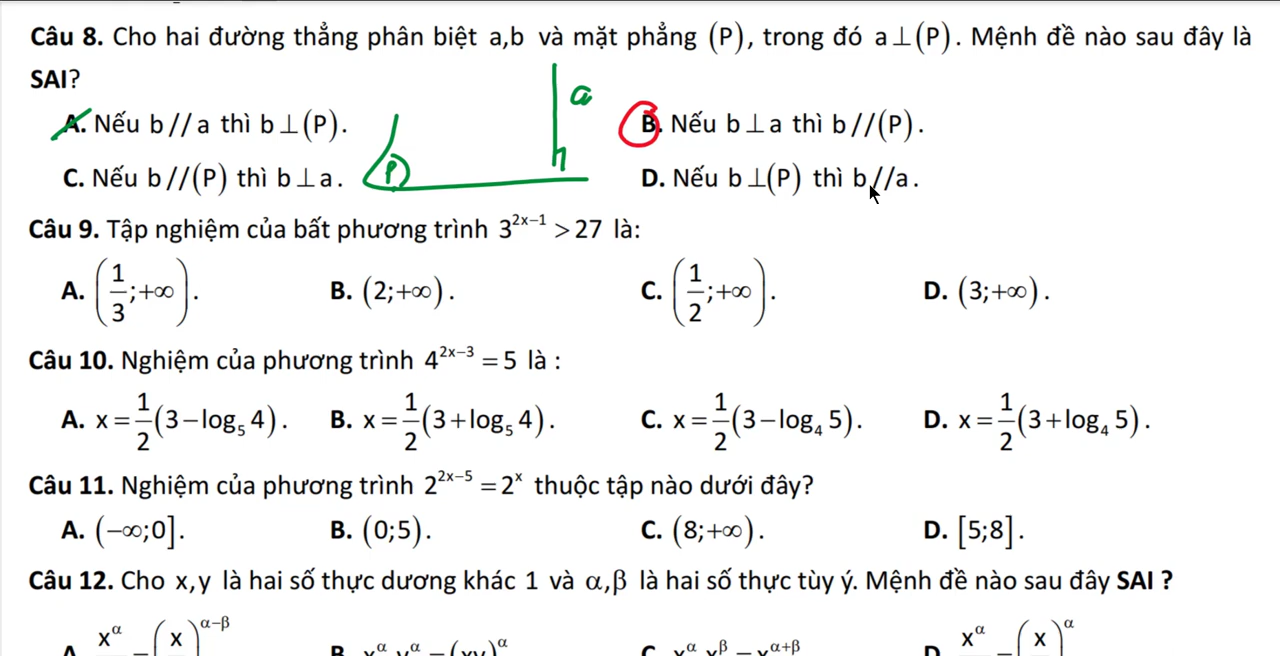 Câu 8. Cho hai đường thẳng phân biệt a,b và mặt phẳng (P), trong đó a⊥(P). Mệnh đề nào sau đây là
SAI?
A. Nếu b//a thì b⊥(P). B. Nếu b⊥a thì b//(P).
a
C. Nếu b//(P) thì b⊥a. D. Nếu b⊥(P) thì b//a.
P
Câu 9. Tập nghiệm của bất phương trình 3^{2x−1} > 27 là:
A. (1/3;+∞). B. (2;+∞). C. (1/2;+∞). D. (3;+∞).
Câu 10. Nghiệm của phương trình 4^{2x−3} = 5 là :
A. x = 1/2(3−log₅ 4). B. x = 1/2(3+log₅ 4). C. x = 1/2(3−log₄ 5). D. x = 1/2(3+log₄ 5).
Câu 11. Nghiệm của phương trình 2^{2x−5} = 2^x thuộc tập nào dưới đây?
A. (−∞;0]. B. (0;5). C. (8;+∞). D. [5;8].
Câu 12. Cho x,y là hai số thực dương khác 1 và α,β là hai số thực tùy ý. Mệnh đề nào sau đây SAI ?